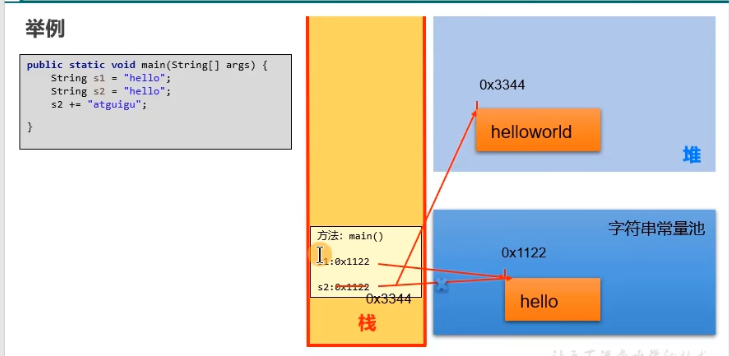 举例
public static void main(String[] args) {
String s1 = "hello";
String s2 = "hello";
s2 += "atguigu";
}
0x3344
helloworld
堆
字符串常量池
方法: main()
0x1122
:0x1122
s2:0x1122
0x3344
hello
栈